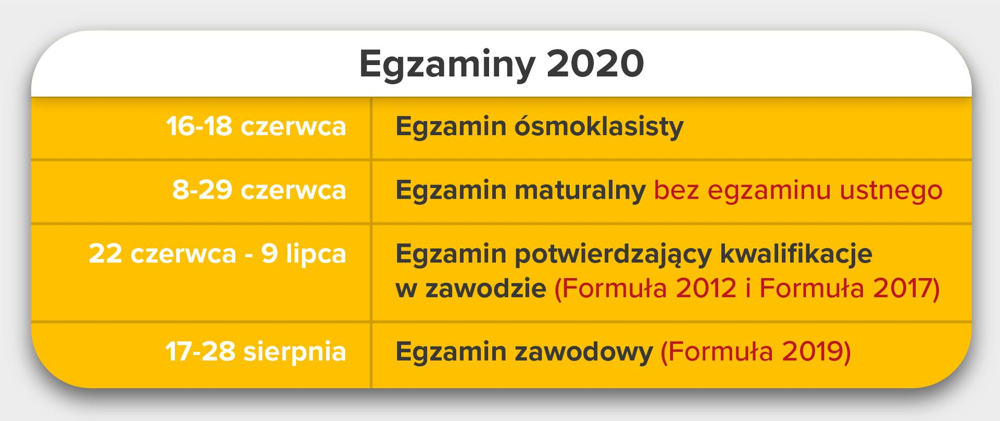 Egzaminy 2020
16-18 czerwca
Egzamin ósmoklasisty
8-29 czerwca
Egzamin maturalny bez egzaminu ustnego
22 czerwca - 9 lipca
Egzamin potwierdzający kwalifikacje
w zawodzie (Formuła 2012 i Formuła 2017)
17-28 sierpnia
Egzamin zawodowy (Formuła 2019)